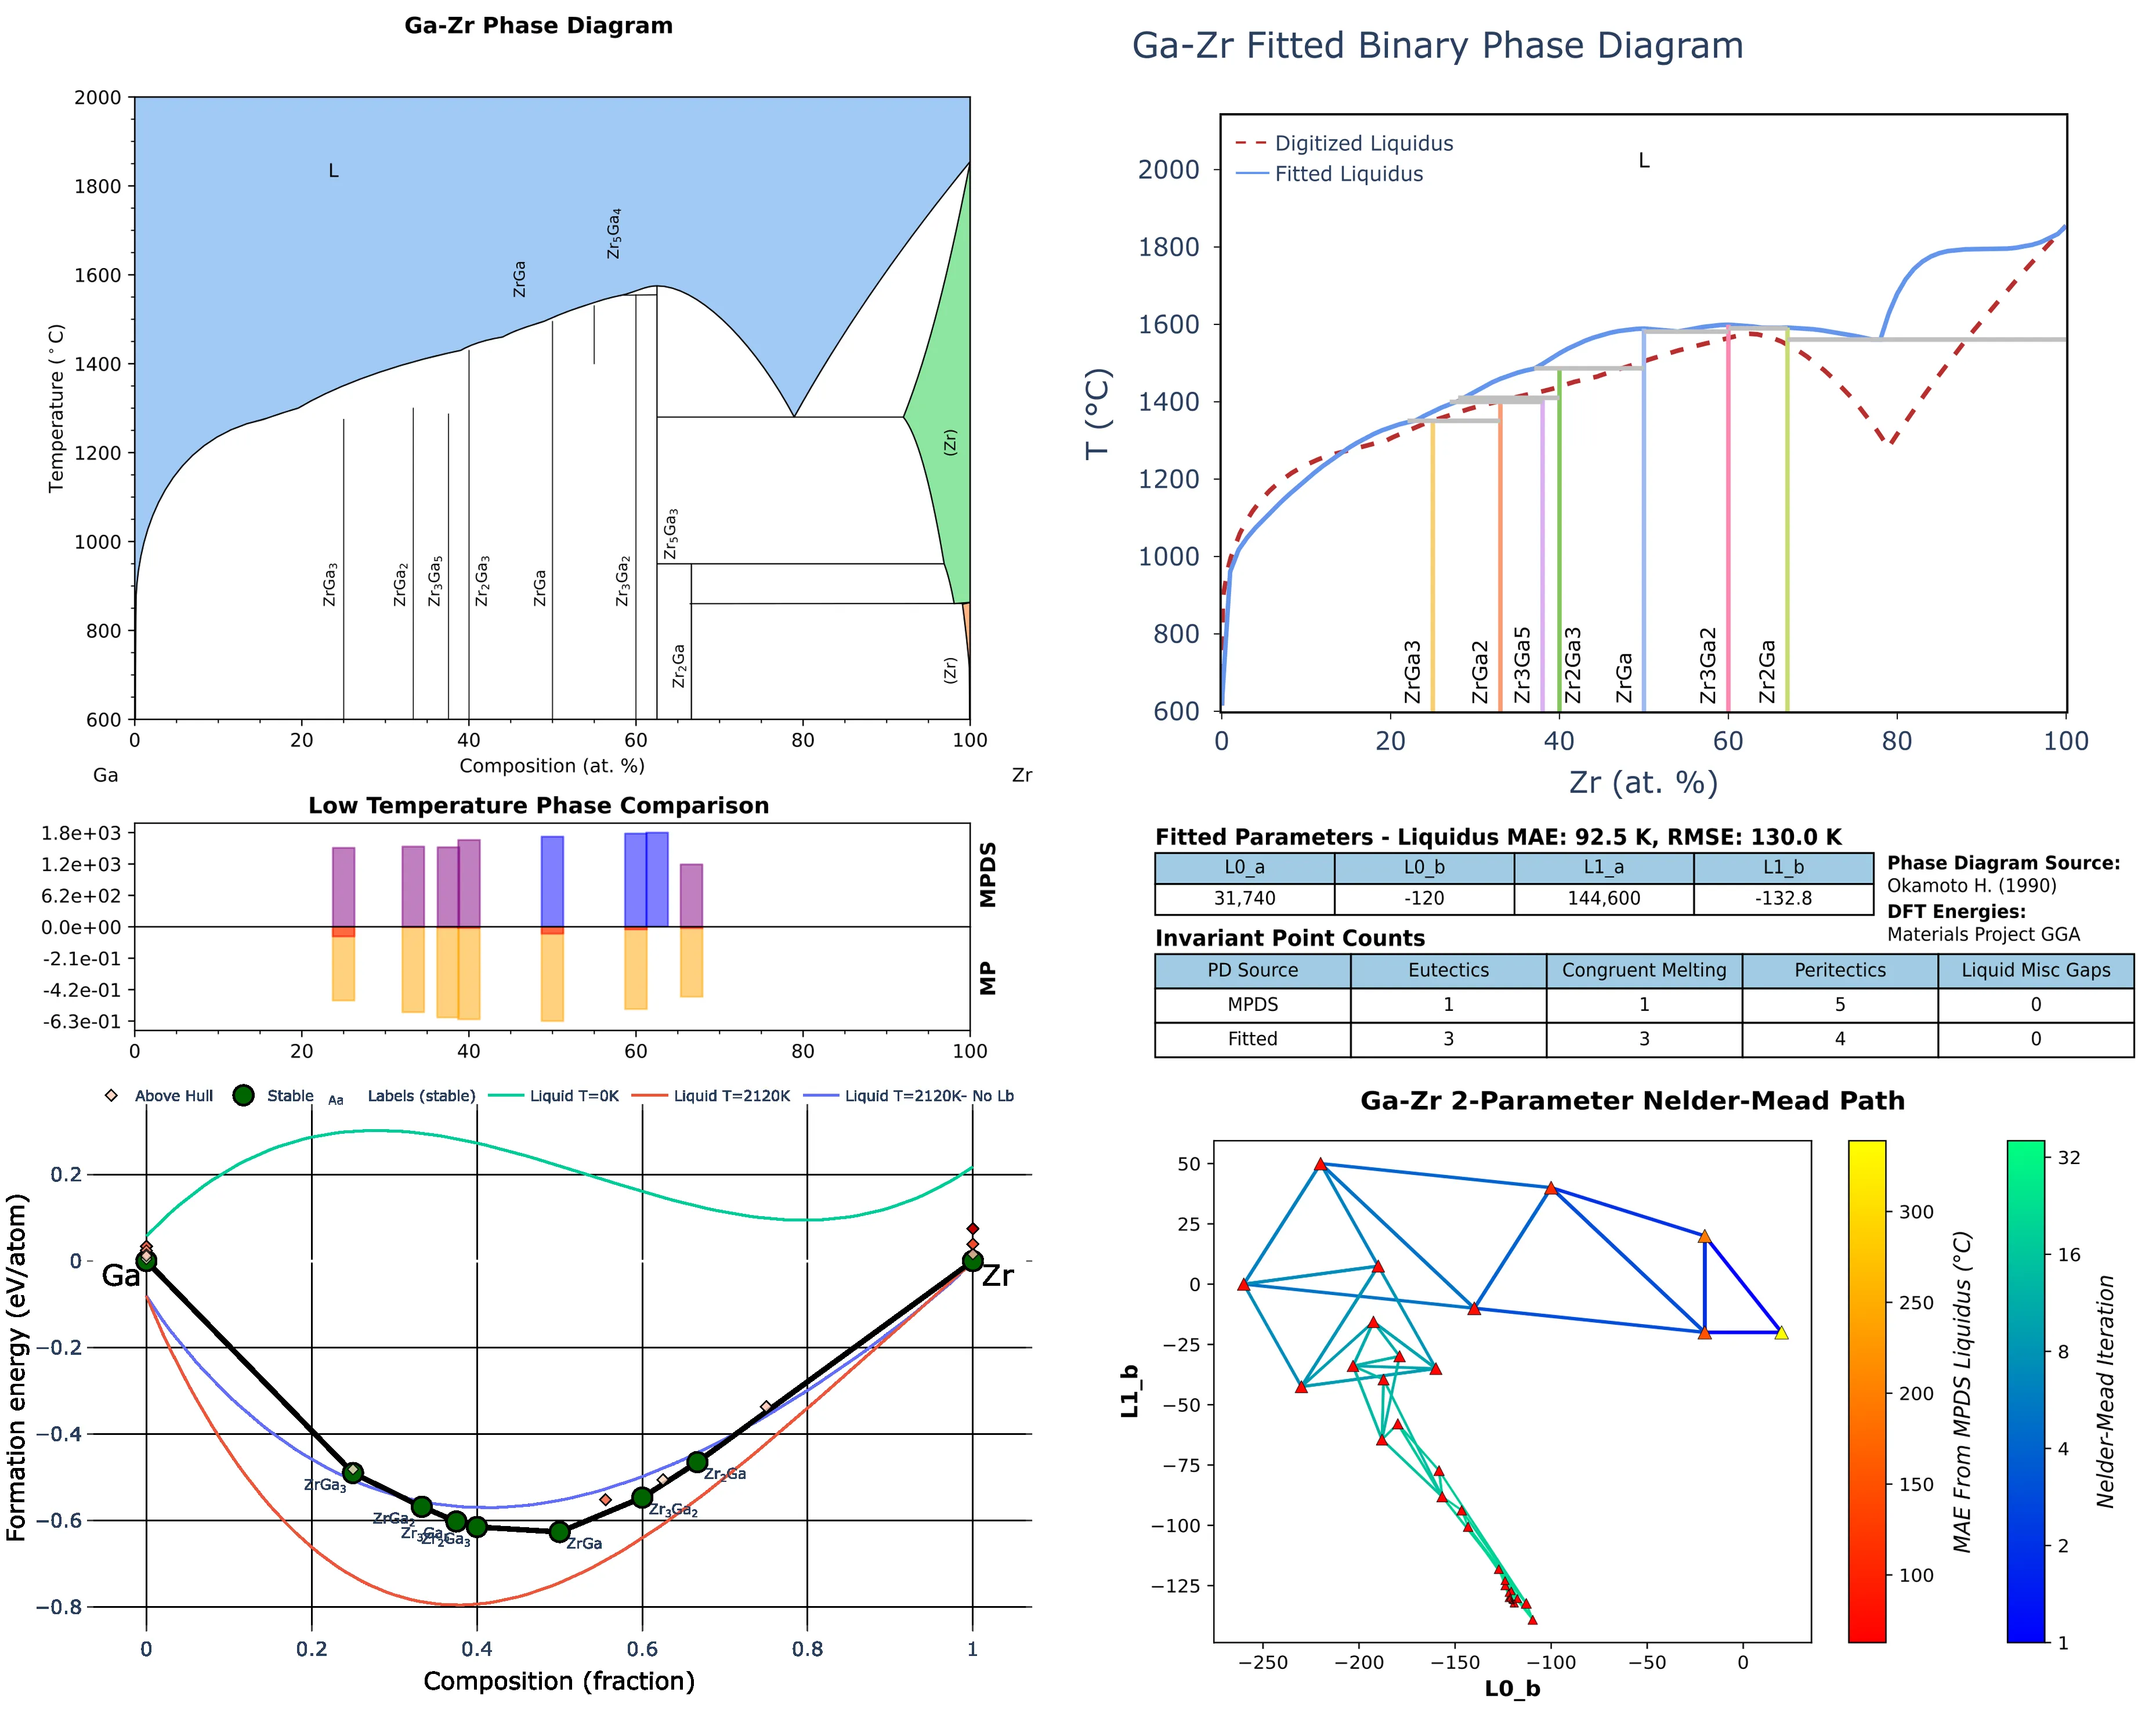 Ga-Zr Phase Diagram
2000
1800
1600
1400
1200
1000
800
600
Temperature (°C)
L
ZrGa
Zr₅Ga₄
ZrGa₃
ZrGa₂
Zr₃Ga₅
Zr₂Ga₃
ZrGa
Zr₃Ga₂
Zr₅Ga₃
Zr₂Ga
(Zr)
(Zr)
0 20 40 60 80 100
Composition (at. %)
Ga Zr
Ga-Zr Fitted Binary Phase Diagram
Digitized Liquidus
Fitted Liquidus
L
2000
1800
1600
1400
1200
1000
800
600
T (°C)
ZrGa3
ZrGa2
Zr3Ga5
Zr2Ga3
ZrGa
Zr3Ga2
Zr2Ga
0 20 40 60 80 100
Zr (at. %)
Low Temperature Phase Comparison
1.8e+03
1.2e+03
6.2e+02
0.0e+00
-2.1e-01
-4.2e-01
-6.3e-01
MPDS
MP
0 20 40 60 80 100
Fitted Parameters - Liquidus MAE: 92.5 K, RMSE: 130.0 K
L0_a L0_b L1_a L1_b
31,740 -120 144,600 -132.8
Phase Diagram Source:
Okamoto H. (1990)
DFT Energies:
Materials Project GGA
Invariant Point Counts
PD Source Eutectics Congruent Melting Peritectics Liquid Misc Gaps
MPDS 1 1 5 0
Fitted 3 3 4 0
Above Hull Stable Aa Labels (stable) Liquid T=0K Liquid T=2120K Liquid T=2120K- No Lb
0.2
0
−0.2
−0.4
−0.6
−0.8
Formation energy (eV/atom)
Ga
Zr
ZrGa₃
ZrGa₂
Zr₃Ga₅
Zr₂Ga₃
ZrGa
Zr₃Ga₂
Zr₂Ga
0 0.2 0.4 0.6 0.8 1
Composition (fraction)
Ga-Zr 2-Parameter Nelder-Mead Path
50
25
0
−25
−50
−75
−100
−125
L1_b
−250 −200 −150 −100 −50 0
L0_b
300
250
200
150
100
MAE From MPDS Liquidus (°C)
32
16
8
4
2
1
Nelder-Mead Iteration